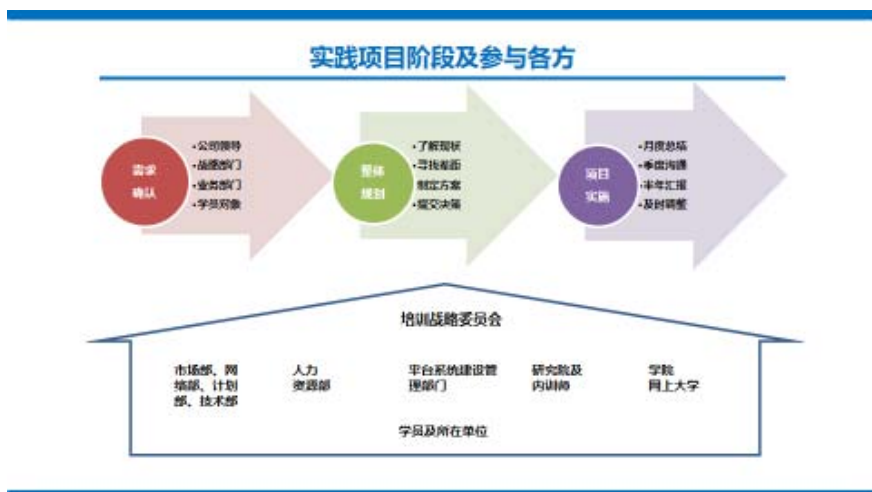 实践项目阶段及参与各方
需求
确认
•公司领导
•战略部门
•业务部门
•学员对象
整体
规划
•了解现状
•寻找差距
制定方案
•提交决策
项目
实施
•月度总结
•季度沟通
•半年汇报
•及时调整
培训战略委员会
市场部、网
络部、计划
部、技术部
人力
资源部
平台系统建设管
理部门
研究院及
内训师
学院
网上大学
学员及所在单位